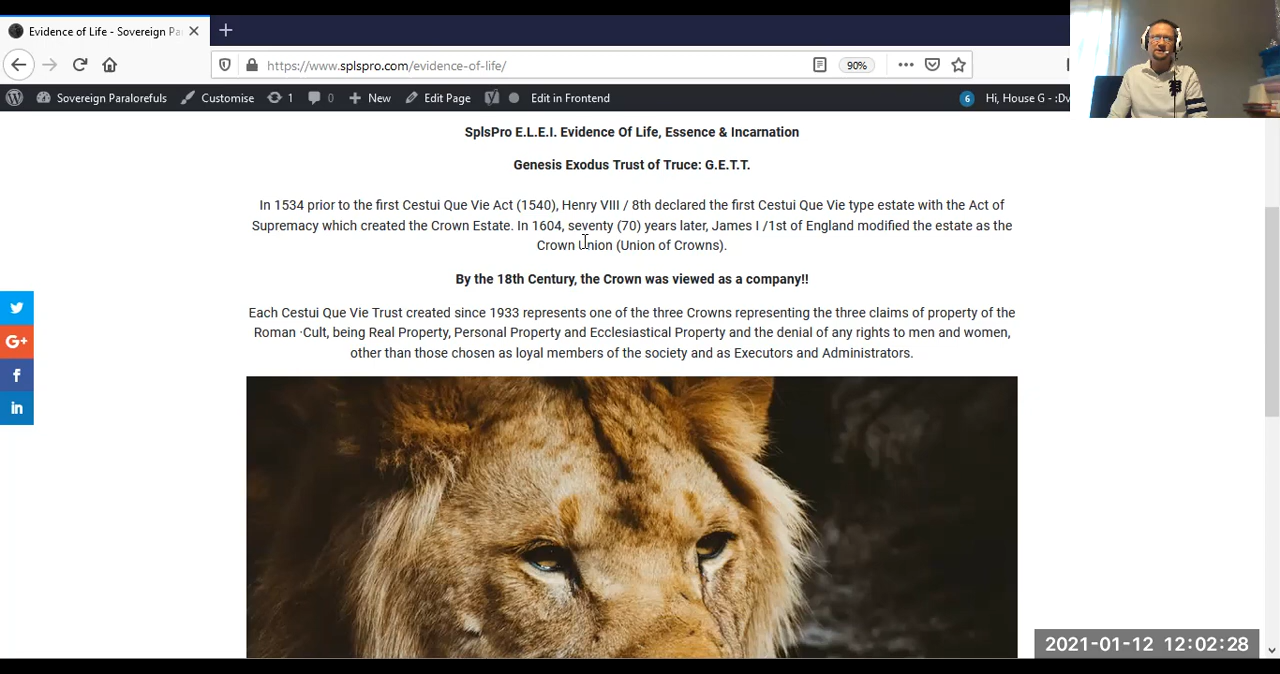 Evidence of Life - Sovereign Pa
https://www.splspro.com/evidence-of-life/
90%
Sovereign Paralorefuls
Customise
1
0
New
Edit Page
Edit in Frontend
6
Hi, House G - :Dv
SplsPro E.L.E.I. Evidence Of Life, Essence & Incarnation
Genesis Exodus Trust of Truce: G.E.T.T.
In 1534 prior to the first Cestui Que Vie Act (1540), Henry VIII / 8th declared the first Cestui Que Vie type estate with the Act of
Supremacy which created the Crown Estate. In 1604, seventy (70) years later, James I /1st of England modified the estate as the
Crown Union (Union of Crowns).
By the 18th Century, the Crown was viewed as a company!!
Each Cestui Que Vie Trust created since 1933 represents one of the three Crowns representing the three claims of property of the
Roman ·Cult, being Real Property, Personal Property and Ecclesiastical Property and the denial of any rights to men and women,
other than those chosen as loyal members of the society and as Executors and Administrators.
G+
f
in
2021-01-12 12:02:28